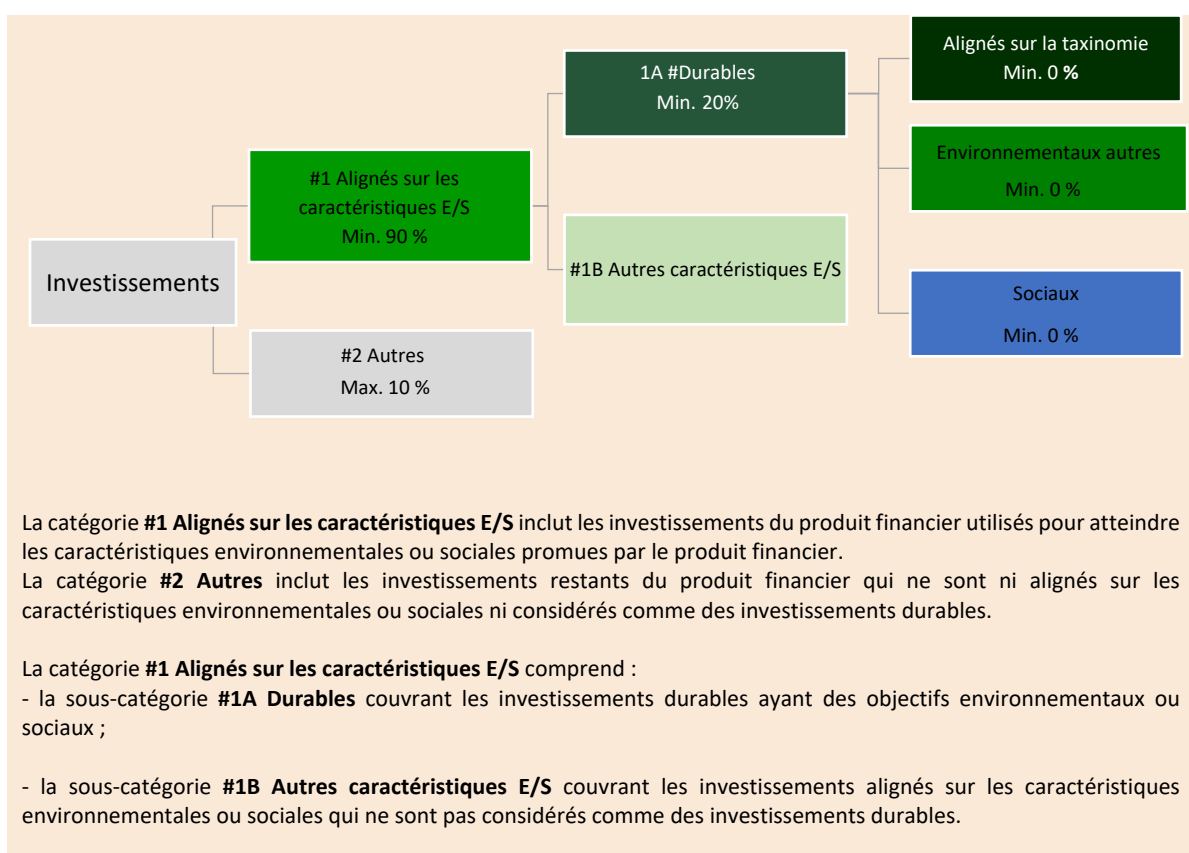 Alignés sur la taxinomie
Min. 0 %
1A #Durables
Min. 20%
Environnementaux autres
Min. 0 %
#1 Alignés sur les
caractéristiques E/S
Min. 90 %
#1B Autres caractéristiques E/S
Investissements
Sociaux
Min. 0 %
#2 Autres
Max. 10 %
La catégorie #1 Alignés sur les caractéristiques E/S inclut les investissements du produit financier utilisés pour atteindre
les caractéristiques environnementales ou sociales promues par le produit financier.
La catégorie #2 Autres inclut les investissements restants du produit financier qui ne sont ni alignés sur les
caractéristiques environnementales ou sociales ni considérés comme des investissements durables.
La catégorie #1 Alignés sur les caractéristiques E/S comprend :
- la sous-catégorie #1A Durables couvrant les investissements durables ayant des objectifs environnementaux ou
sociaux ;
- la sous-catégorie #1B Autres caractéristiques E/S couvrant les investissements alignés sur les caractéristiques
environnementales ou sociales qui ne sont pas considérés comme des investissements durables.